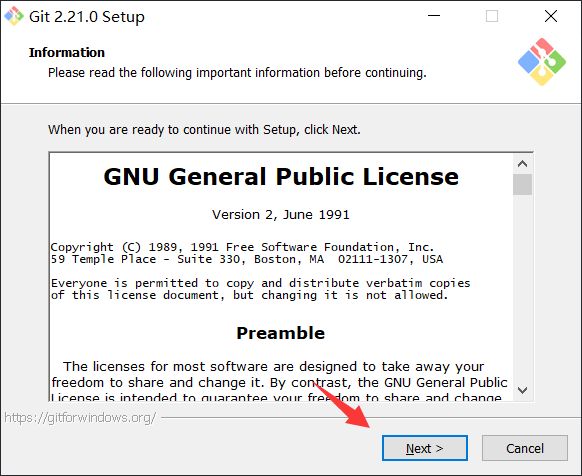 Git 2.21.0 Setup
Information
Please read the following important information before continuing.
When you are ready to continue with Setup, click Next.
GNU General Public License
Version 2, June 1991
Copyright (C) 1989, 1991 Free Software Foundation, Inc.
59 Temple Place - Suite 330, Boston, MA  02111-1307, USA
Everyone is permitted to copy and distribute verbatim copies
of this license document, but changing it is not allowed.
Preamble
The licenses for most software are designed to take away your
freedom to share and change it. By contrast, the GNU General Public
License is intended to guarantee your freedom to share and change
https://gitforwindows.org/
Next >
Cancel